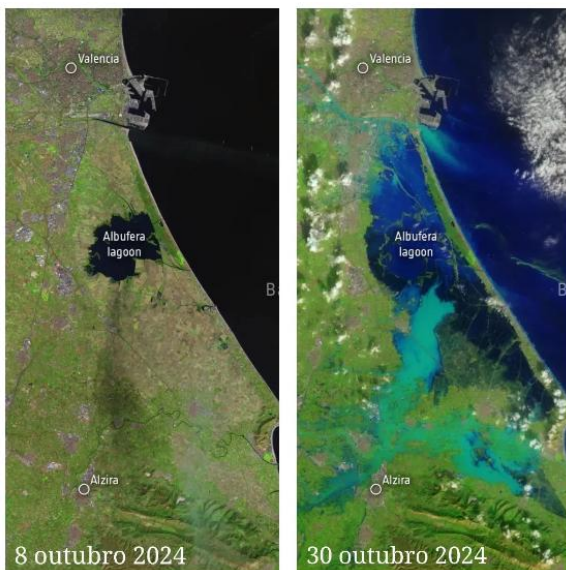 Valencia
Albufera
lagoon
Alzira
8 outubro 2024
Valencia
Albufera
lagoon
B
Alzira
30 outubro 2024